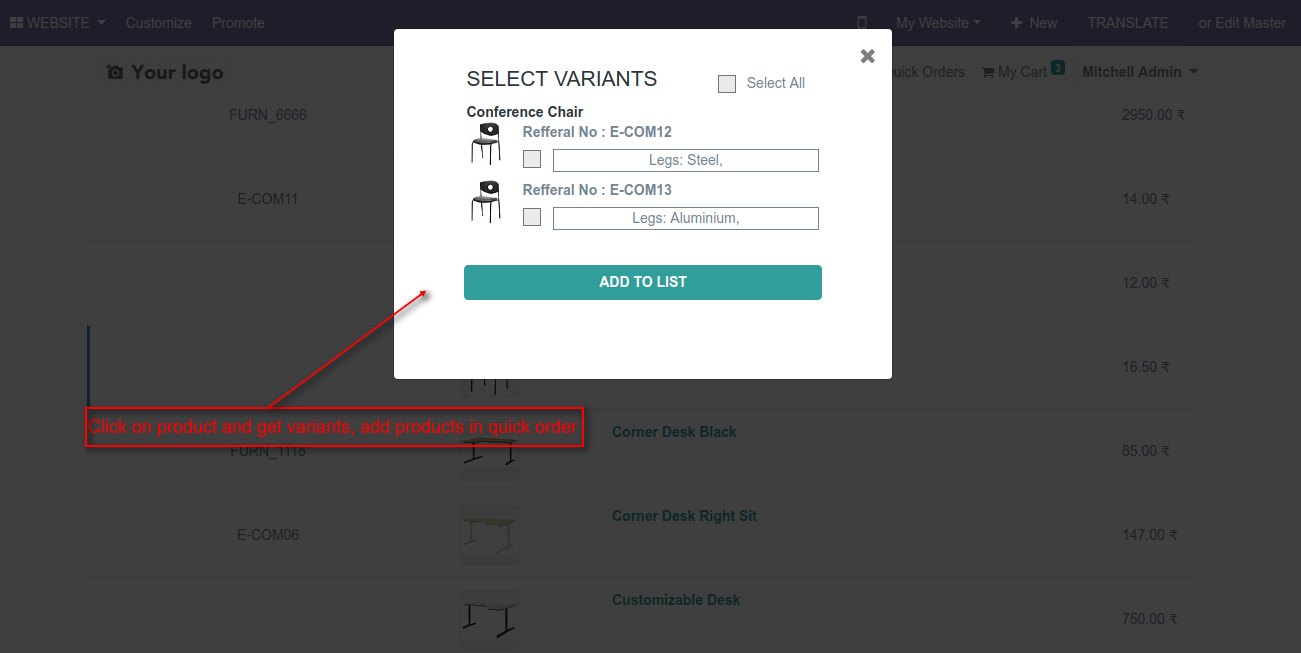 WEBSITE Customize Promote My Website New TRANSLATE or Edit Master
Your logo uick Orders My Cart 3 Mitchell Admin
SELECT VARIANTS Select All
Conference Chair
Refferal No : E-COM12
Legs: Steel,
Refferal No : E-COM13
Legs: Aluminium,
ADD TO LIST
FURN_6666 2950.00 ₹
E-COM11 14.00 ₹
12.00 ₹
16.50 ₹
Click on product and get variants, add products in quick order
Corner Desk Black
FURN_1118 85.00 ₹
Corner Desk Right Sit
E-COM06 147.00 ₹
Customizable Desk
750.00 ₹